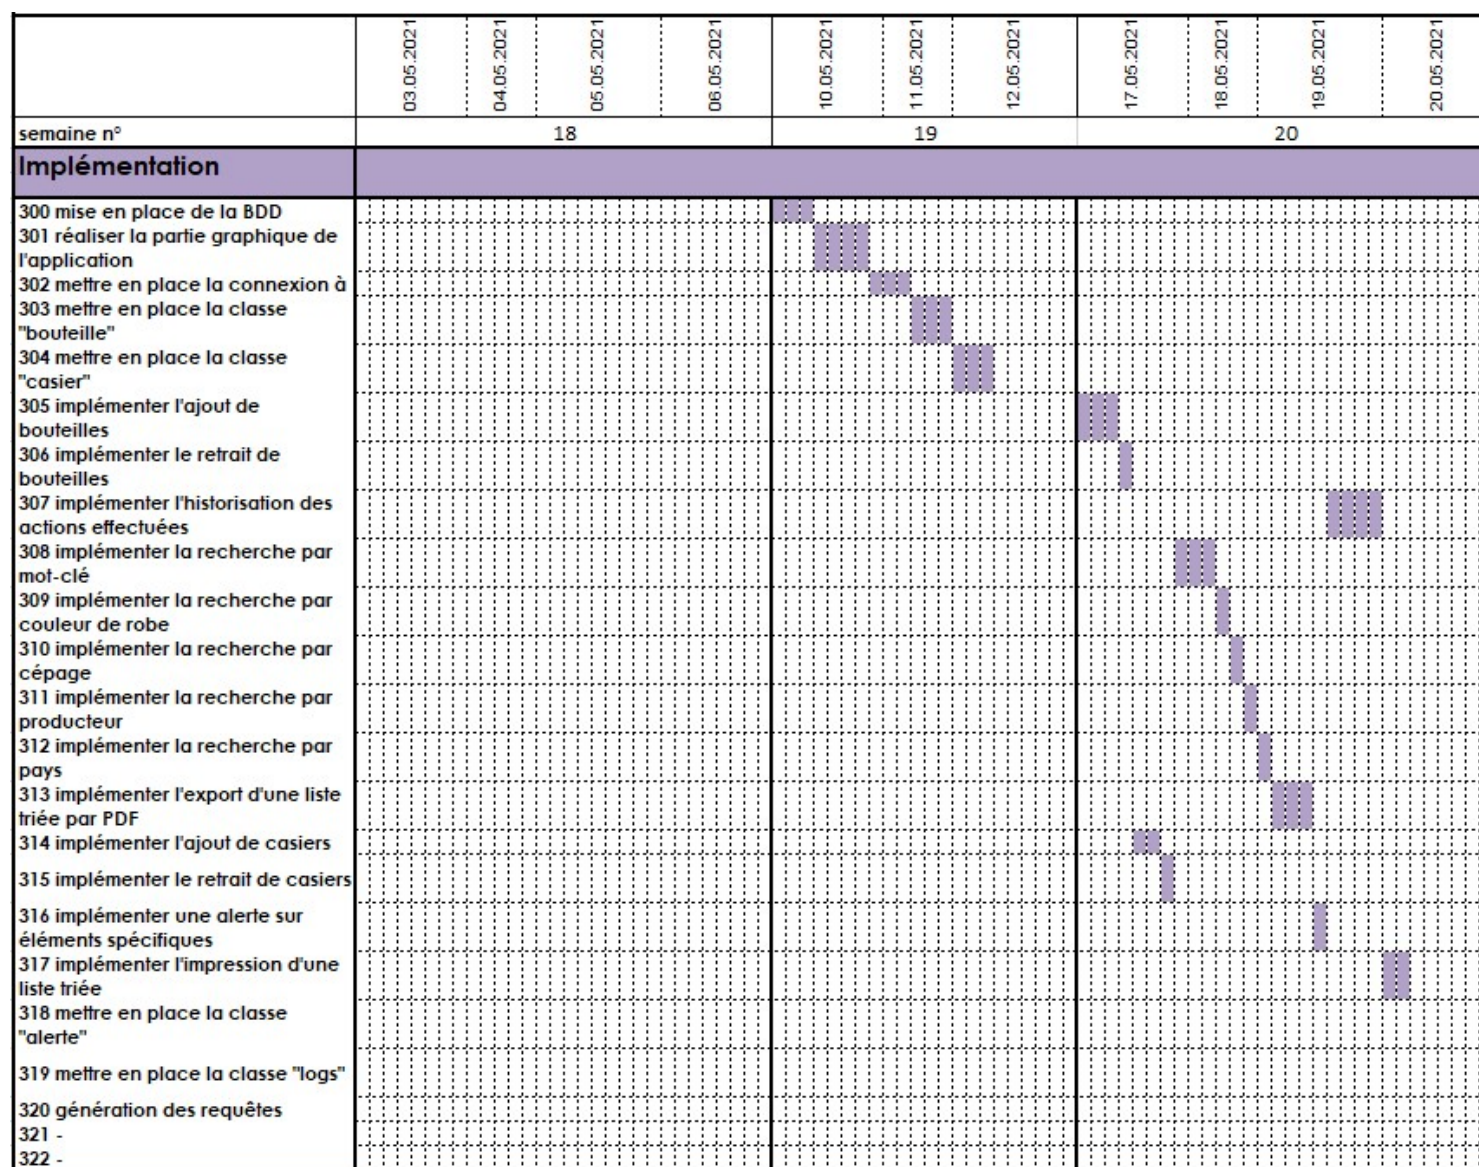 03.05.2021
04.05.2021
05.05.2021
06.05.2021
10.05.2021
11.05.2021
12.05.2021
17.05.2021
18.05.2021
19.05.2021
20.05.2021
semaine n° 18 19 20
Implémentation
300 mise en place de la BDD
301 réaliser la partie graphique de
l'application
302 mettre en place la connexion à
303 mettre en place la classe
"bouteille"
304 mettre en place la classe
"casier"
305 implémenter l'ajout de
bouteilles
306 implémenter le retrait de
bouteilles
307 implémenter l'historisation des
actions effectuées
308 implémenter la recherche par
mot-clé
309 implémenter la recherche par
couleur de robe
310 implémenter la recherche par
cépage
311 implémenter la recherche par
producteur
312 implémenter la recherche par
pays
313 implémenter l'export d'une liste
triée par PDF
314 implémenter l'ajout de casiers
315 implémenter le retrait de casiers
316 implémenter une alerte sur
éléments spécifiques
317 implémenter l'impression d'une
liste triée
318 mettre en place la classe
"alerte"
319 mettre en place la classe "logs"
320 génération des requêtes
321 -
322 -